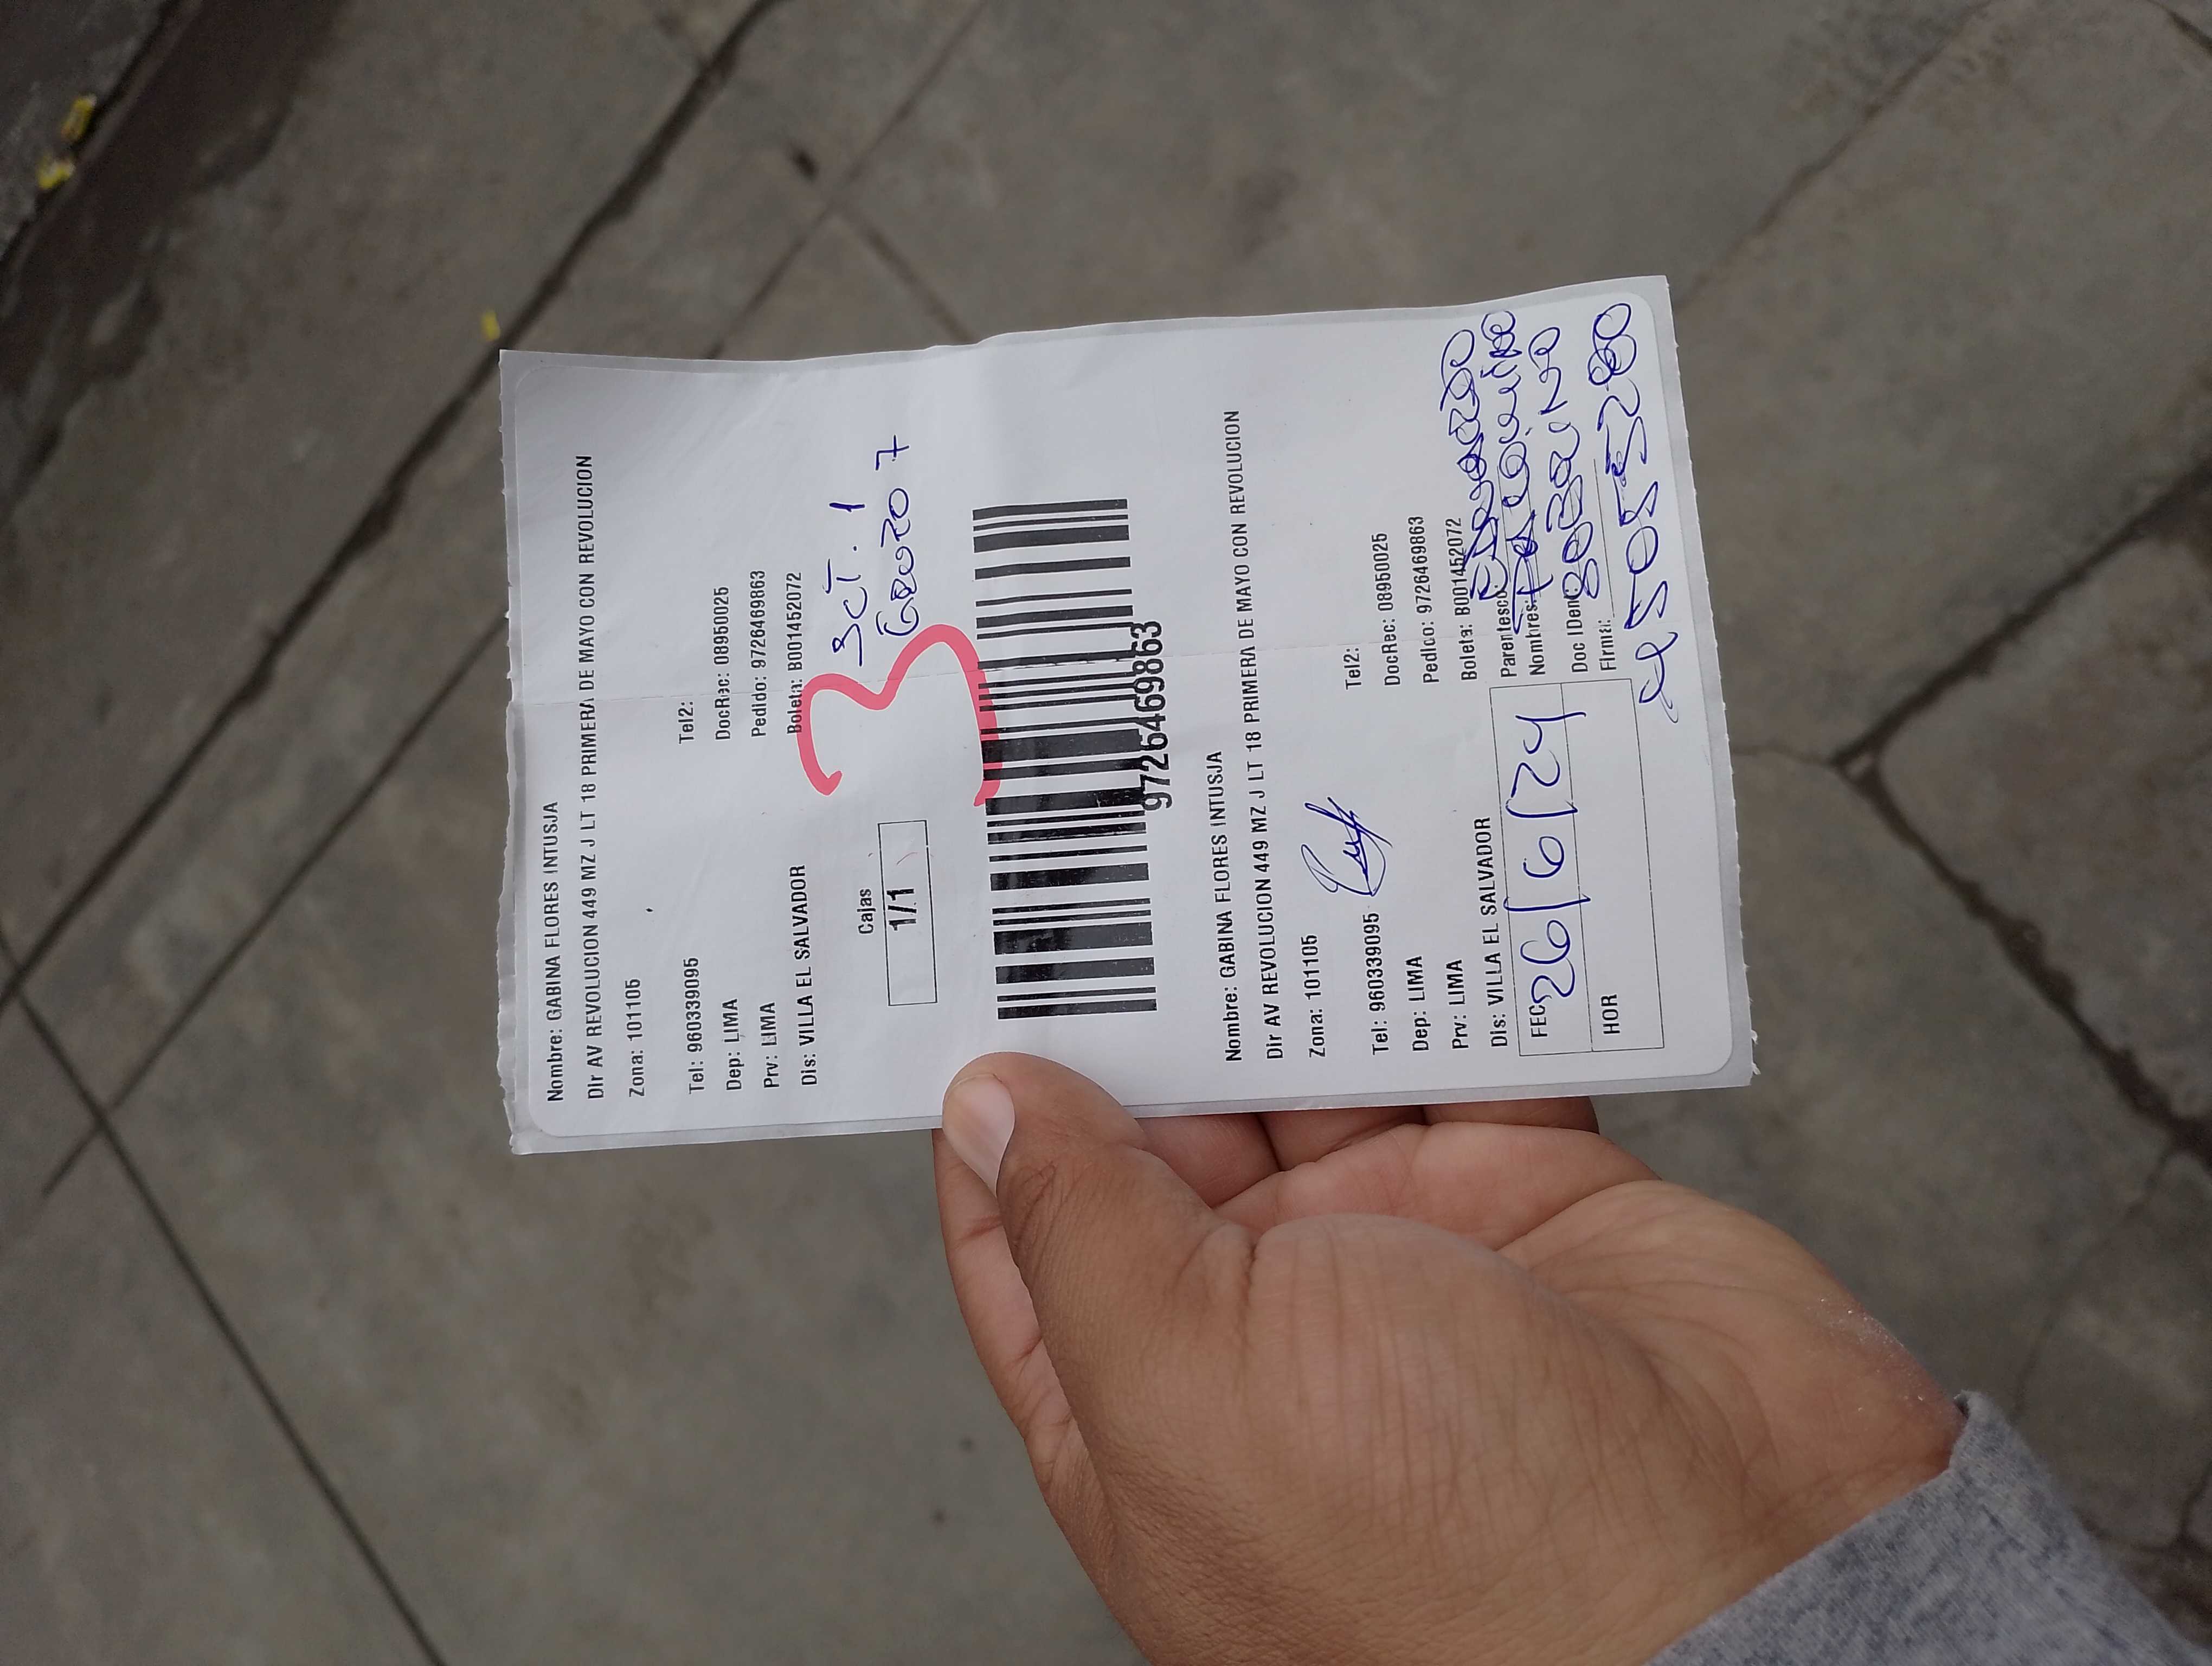 Nombre: GABINA FLORES INTUSJA
Dir AV REVOLUCION 449 MZ J LT 18 PRIMERA DE MAYO CON REVOLUCION
Zona: 101105
Tel: 960339095 Tel2:
Dep: LIMA DocRec: 08950025
Prv: LIMA Pedido: 9726469863
Dis: VILLA EL SALVADOR Boleta: B001452072
3
SCT. 1
GRUPO 7
Cajas
1/1
9726469863
Nombre: GABINA FLORES INTUSJA
Dir AV REVOLUCION 449 MZ J LT 18 PRIMERA DE MAYO CON REVOLUCION
Zona: 101105
Tel: 960339095 Tel2:
Dep: LIMA DocRec: 08950025
Prv: LIMA Pedido: 9726469863
Dis: VILLA EL SALVADOR Boleta: B001452072
FEC 26/6/24
Parentesco:
Nombres:
Doc IDen:
HOR Firma: